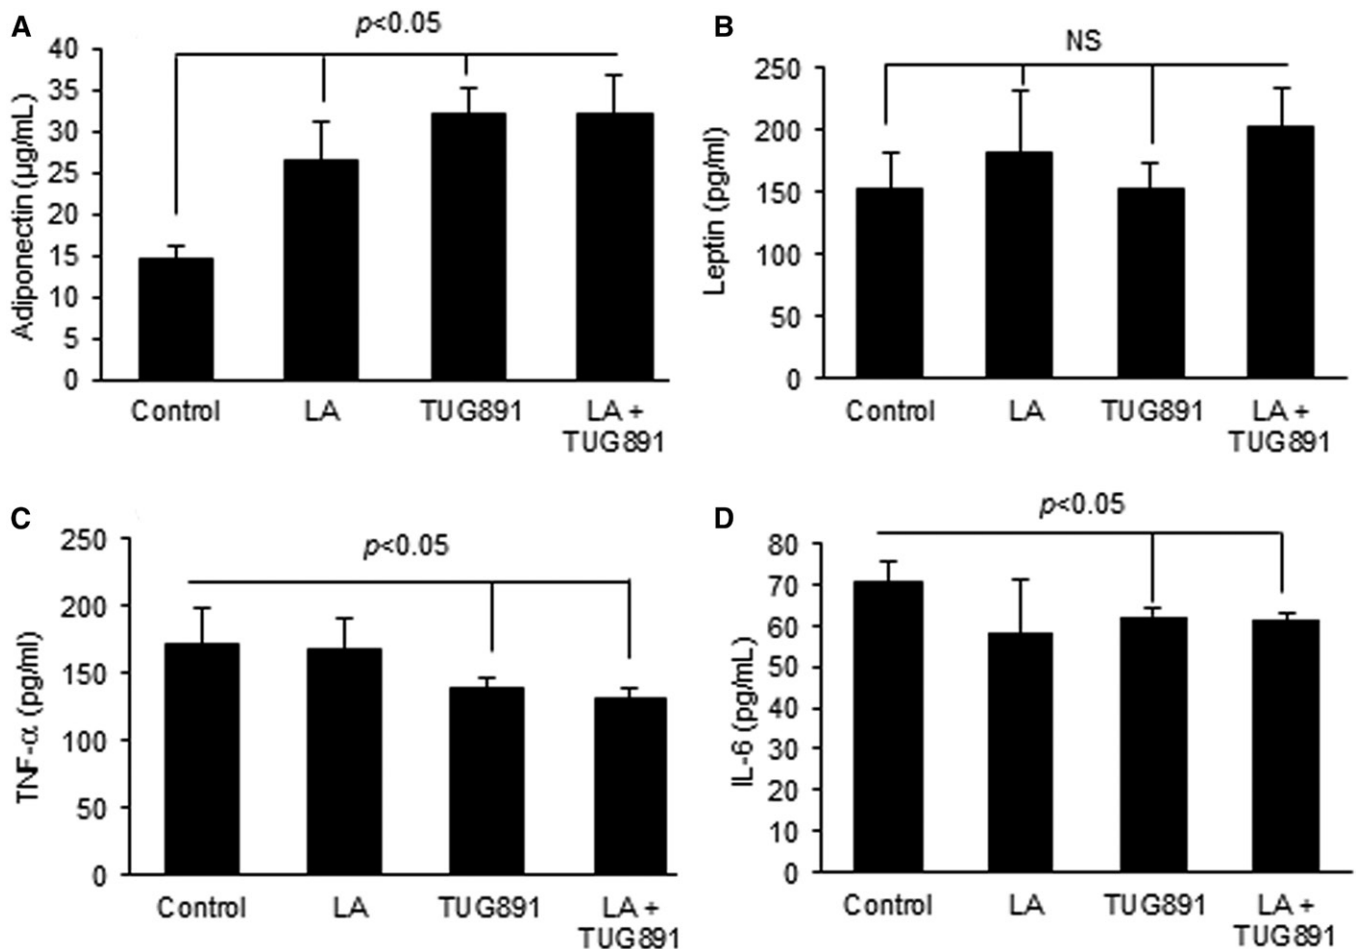 A
p<0.05
Adiponectin (µg/mL)
40
35
30
25
20
15
10
5
0
Control LA TUG891 LA +
TUG891
B
NS
Leptin (pg/ml)
250
200
150
100
50
0
Control LA TUG891 LA +
TUG891
C
p<0.05
TNF-α (pg/ml)
250
200
150
100
50
0
Control LA TUG891 LA +
TUG891
D
p<0.05
IL-6 (pg/mL)
80
70
60
50
40
30
20
10
0
Control LA TUG891 LA +
TUG891